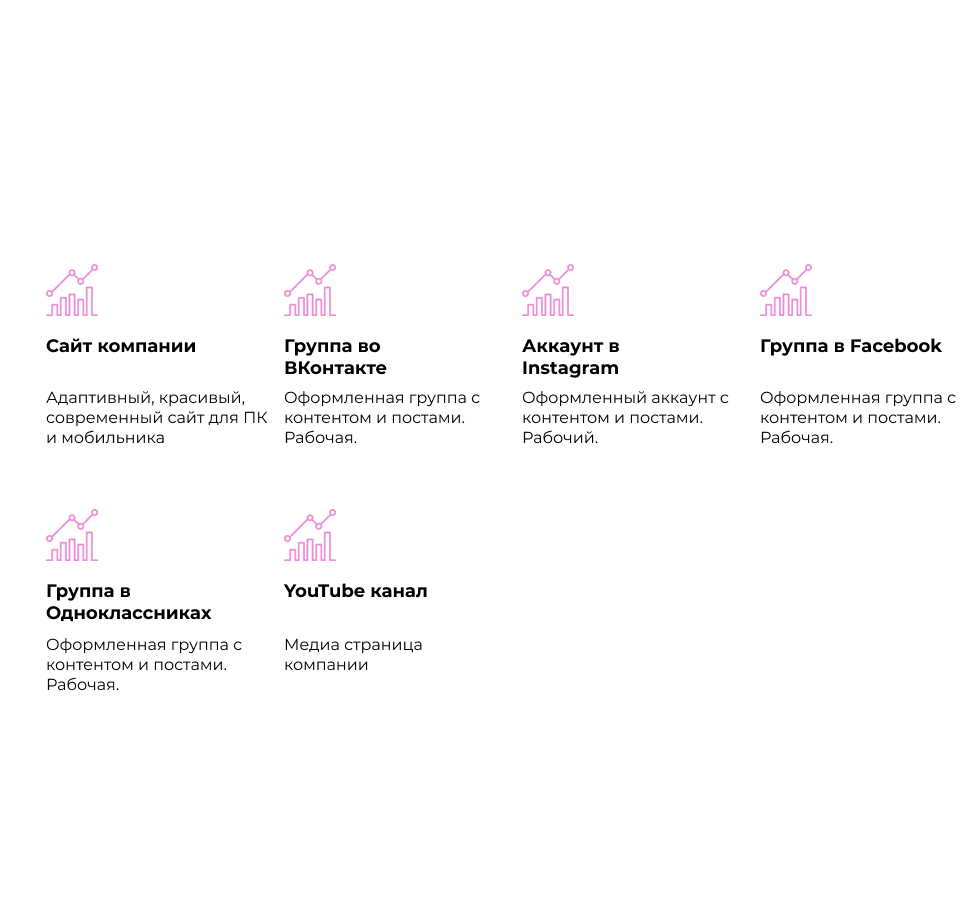 Сайт компании
Адаптивный, красивый,
современный сайт для ПК
и мобильника
Группа во
ВКонтакте
Оформленная группа с
контентом и постами.
Рабочая.
Аккаунт в
Instagram
Оформленный аккаунт с
контентом и постами.
Рабочий.
Группа в Facebook
Оформленная группа с
контентом и постами.
Рабочая.
Группа в
Одноклассниках
Оформленная группа с
контентом и постами.
Рабочая.
YouTube канал
Медиа страница
компании